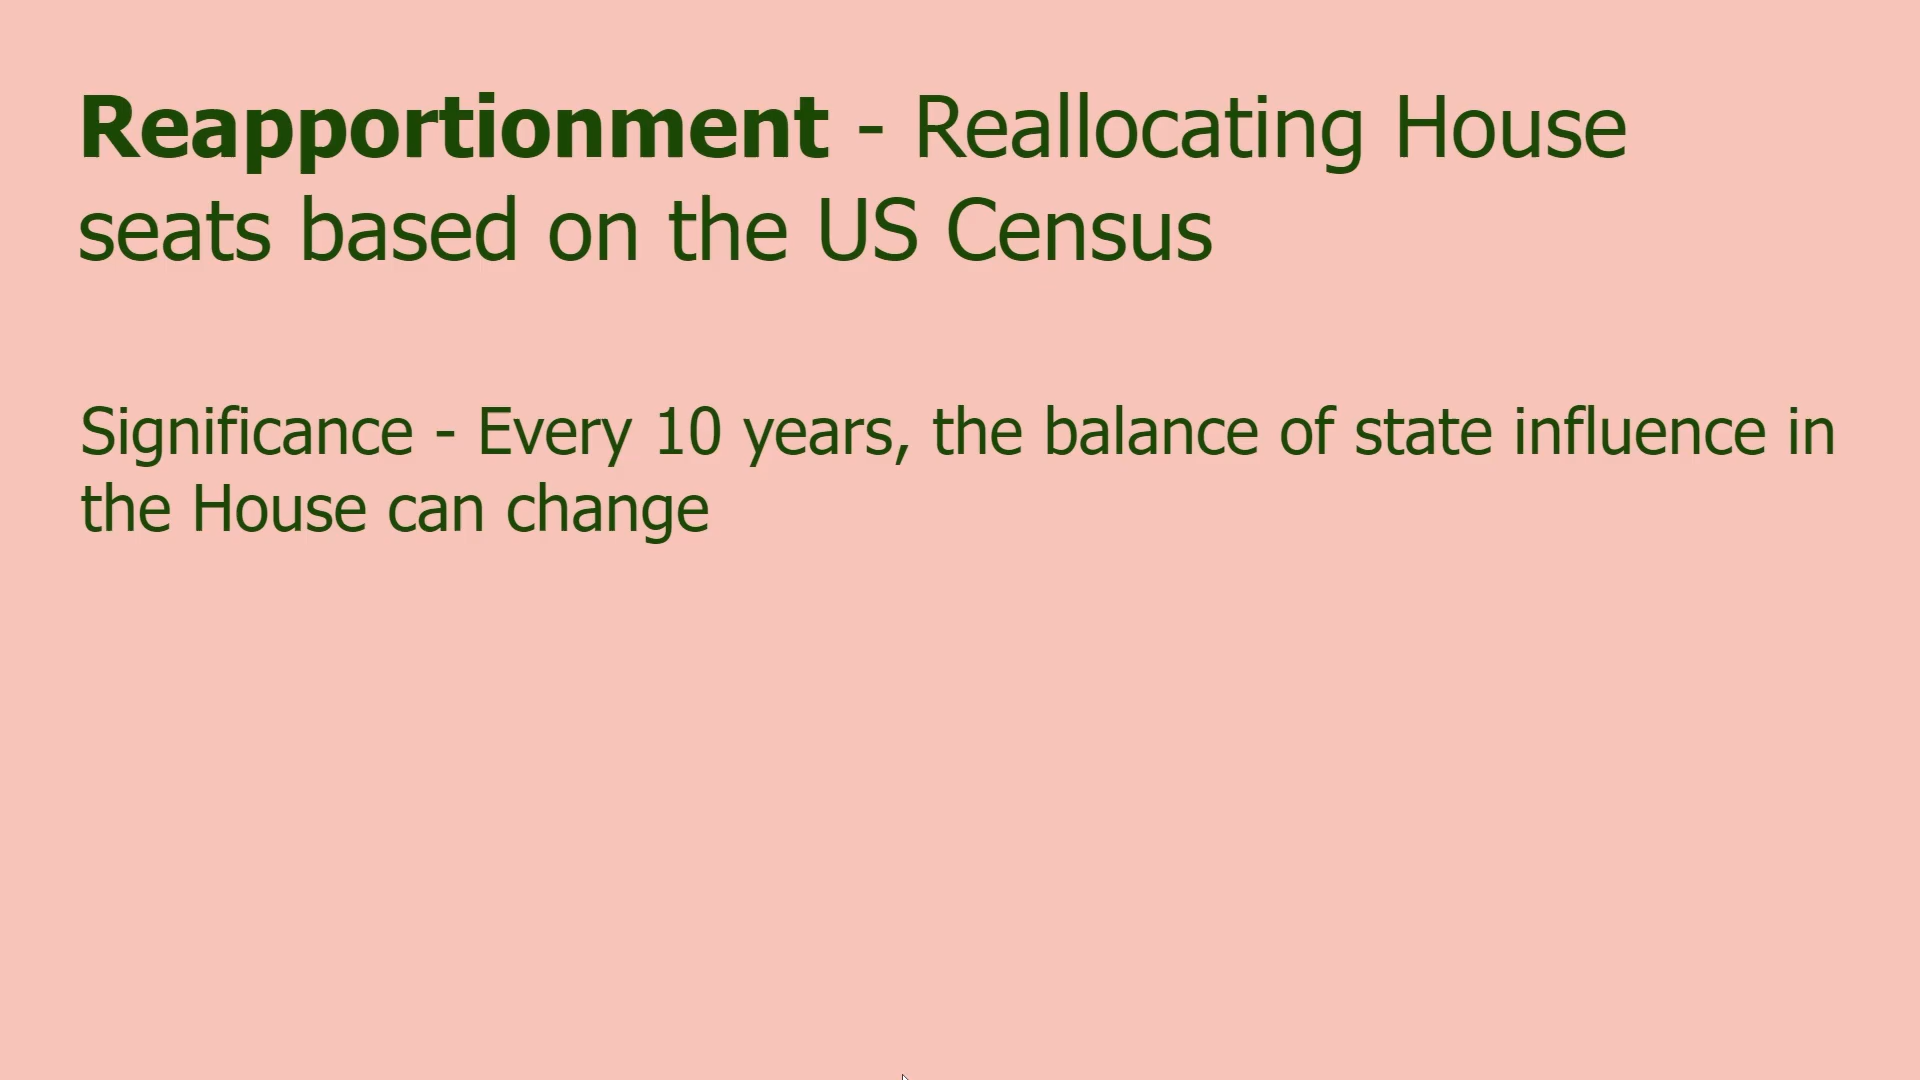 Reapportionment - Reallocating House
seats based on the US Census
Significance - Every 10 years, the balance of state influence in
the House can change